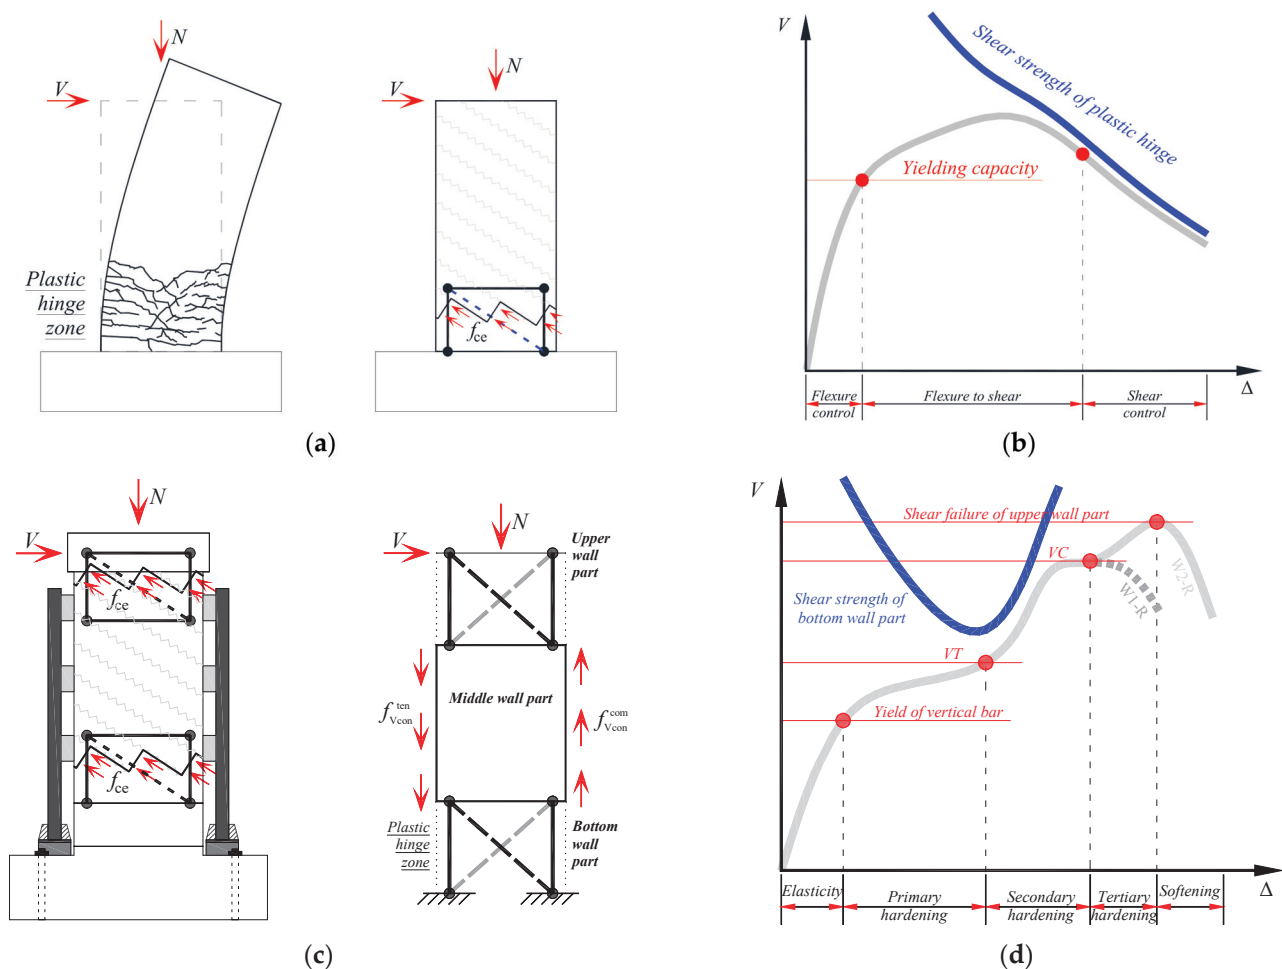 N
V
Plastic
hinge
zone
N
V
f_ce
(a)
V
Shear strength of plastic hinge
Yielding capacity
Δ
Flexure
control
Flexure to shear
Shear
control
(b)
N
V
f_ce
f_ce
N
V
Upper
wall
part
Middle wall part
f_Vcon^ten
f_Vcon^com
Plastic
hinge
zone
Bottom
wall
part
(c)
V
Shear failure of upper wall part
VC
W2-R
W1-R
Shear strength of
bottom wall part
VT
Yield of vertical bar
Δ
Elasticity
Primary
hardening
Secondary
hardening
Tertiary
hardening
Softening
(d)